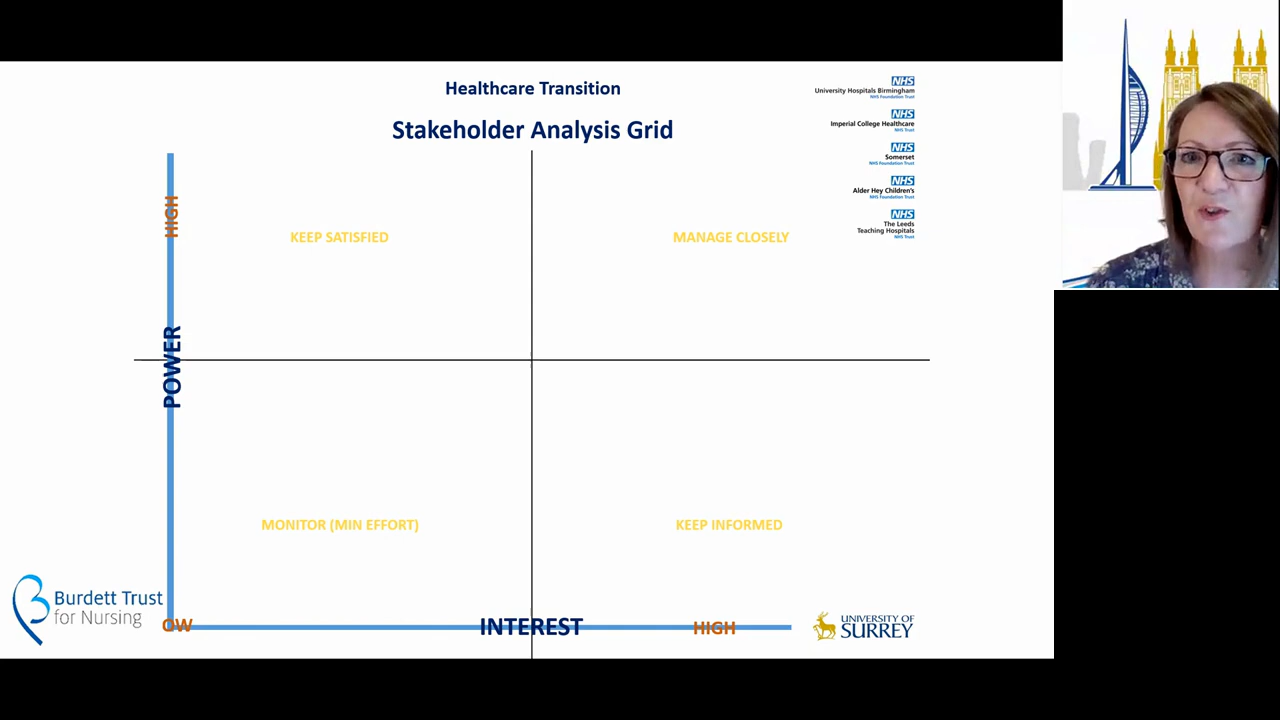 Healthcare Transition
Stakeholder Analysis Grid
NHS
University Hospitals Birmingham
NHS Foundation Trust
NHS
Imperial College Healthcare
NHS Trust
NHS
Somerset
NHS Foundation Trust
NHS
Alder Hey Children's
NHS Foundation Trust
NHS
The Leeds
Teaching Hospitals
NHS Trust
HIGH
KEEP SATISFIED
MANAGE CLOSELY
POWER
MONITOR (MIN EFFORT)
KEEP INFORMED
Burdett Trust
for Nursing
OW
INTEREST
HIGH
UNIVERSITY OF
SURREY